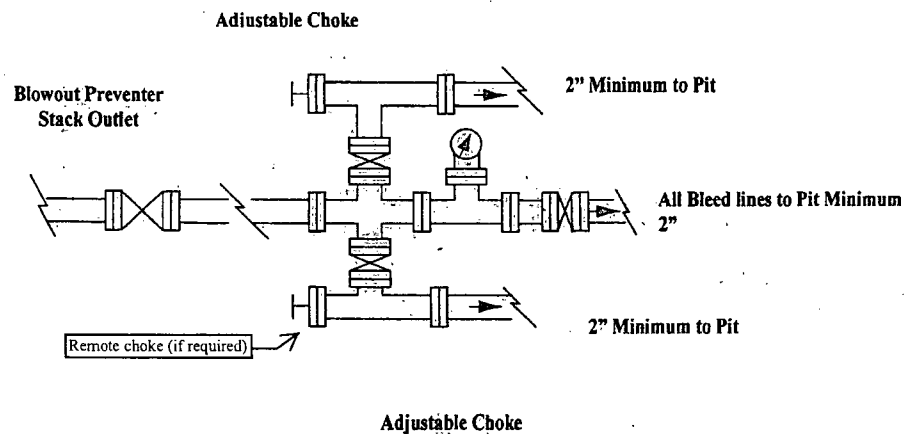 Adjustable Choke
2” Minimum to Pit
Blowout Preventer
Stack Outlet
All Bleed lines to Pit Minimum
2”
2” Minimum to Pit
Remote choke (if required)
Adjustable Choke